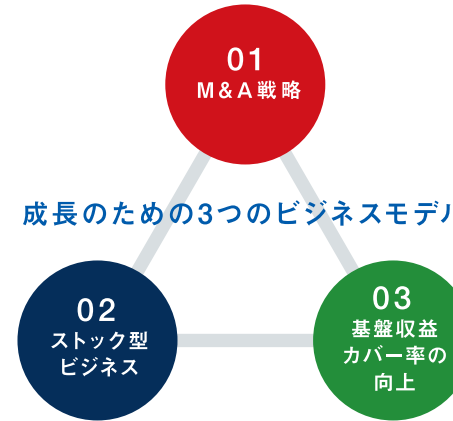 01
M&A戦略
成長のための3つのビジネスモデル
02
ストック型
ビジネス
03
基盤収益
カバー率の
向上